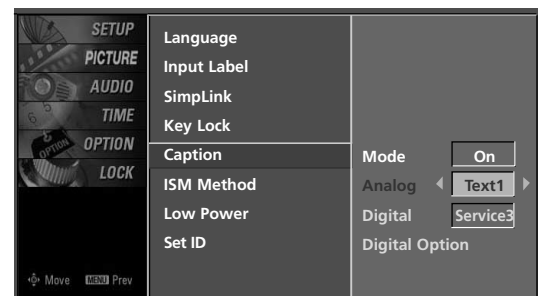 SETUP
PICTURE
AUDIO
TIME
OPTION
LOCK
Move MENU Prev
Language
Input Label
SimpLink
Key Lock
Caption
ISM Method
Low Power
Set ID
Mode On
Analog Text1
Digital Service3
Digital Option